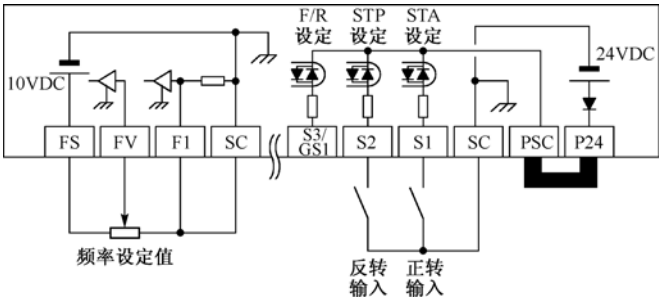 F/R STP STA
设定 设定 设定
10VDC
24VDC
FS FV F1 SC S3/GS1 S2 S1 SC PSC P24
频率设定值
反转 正转
输入 输入